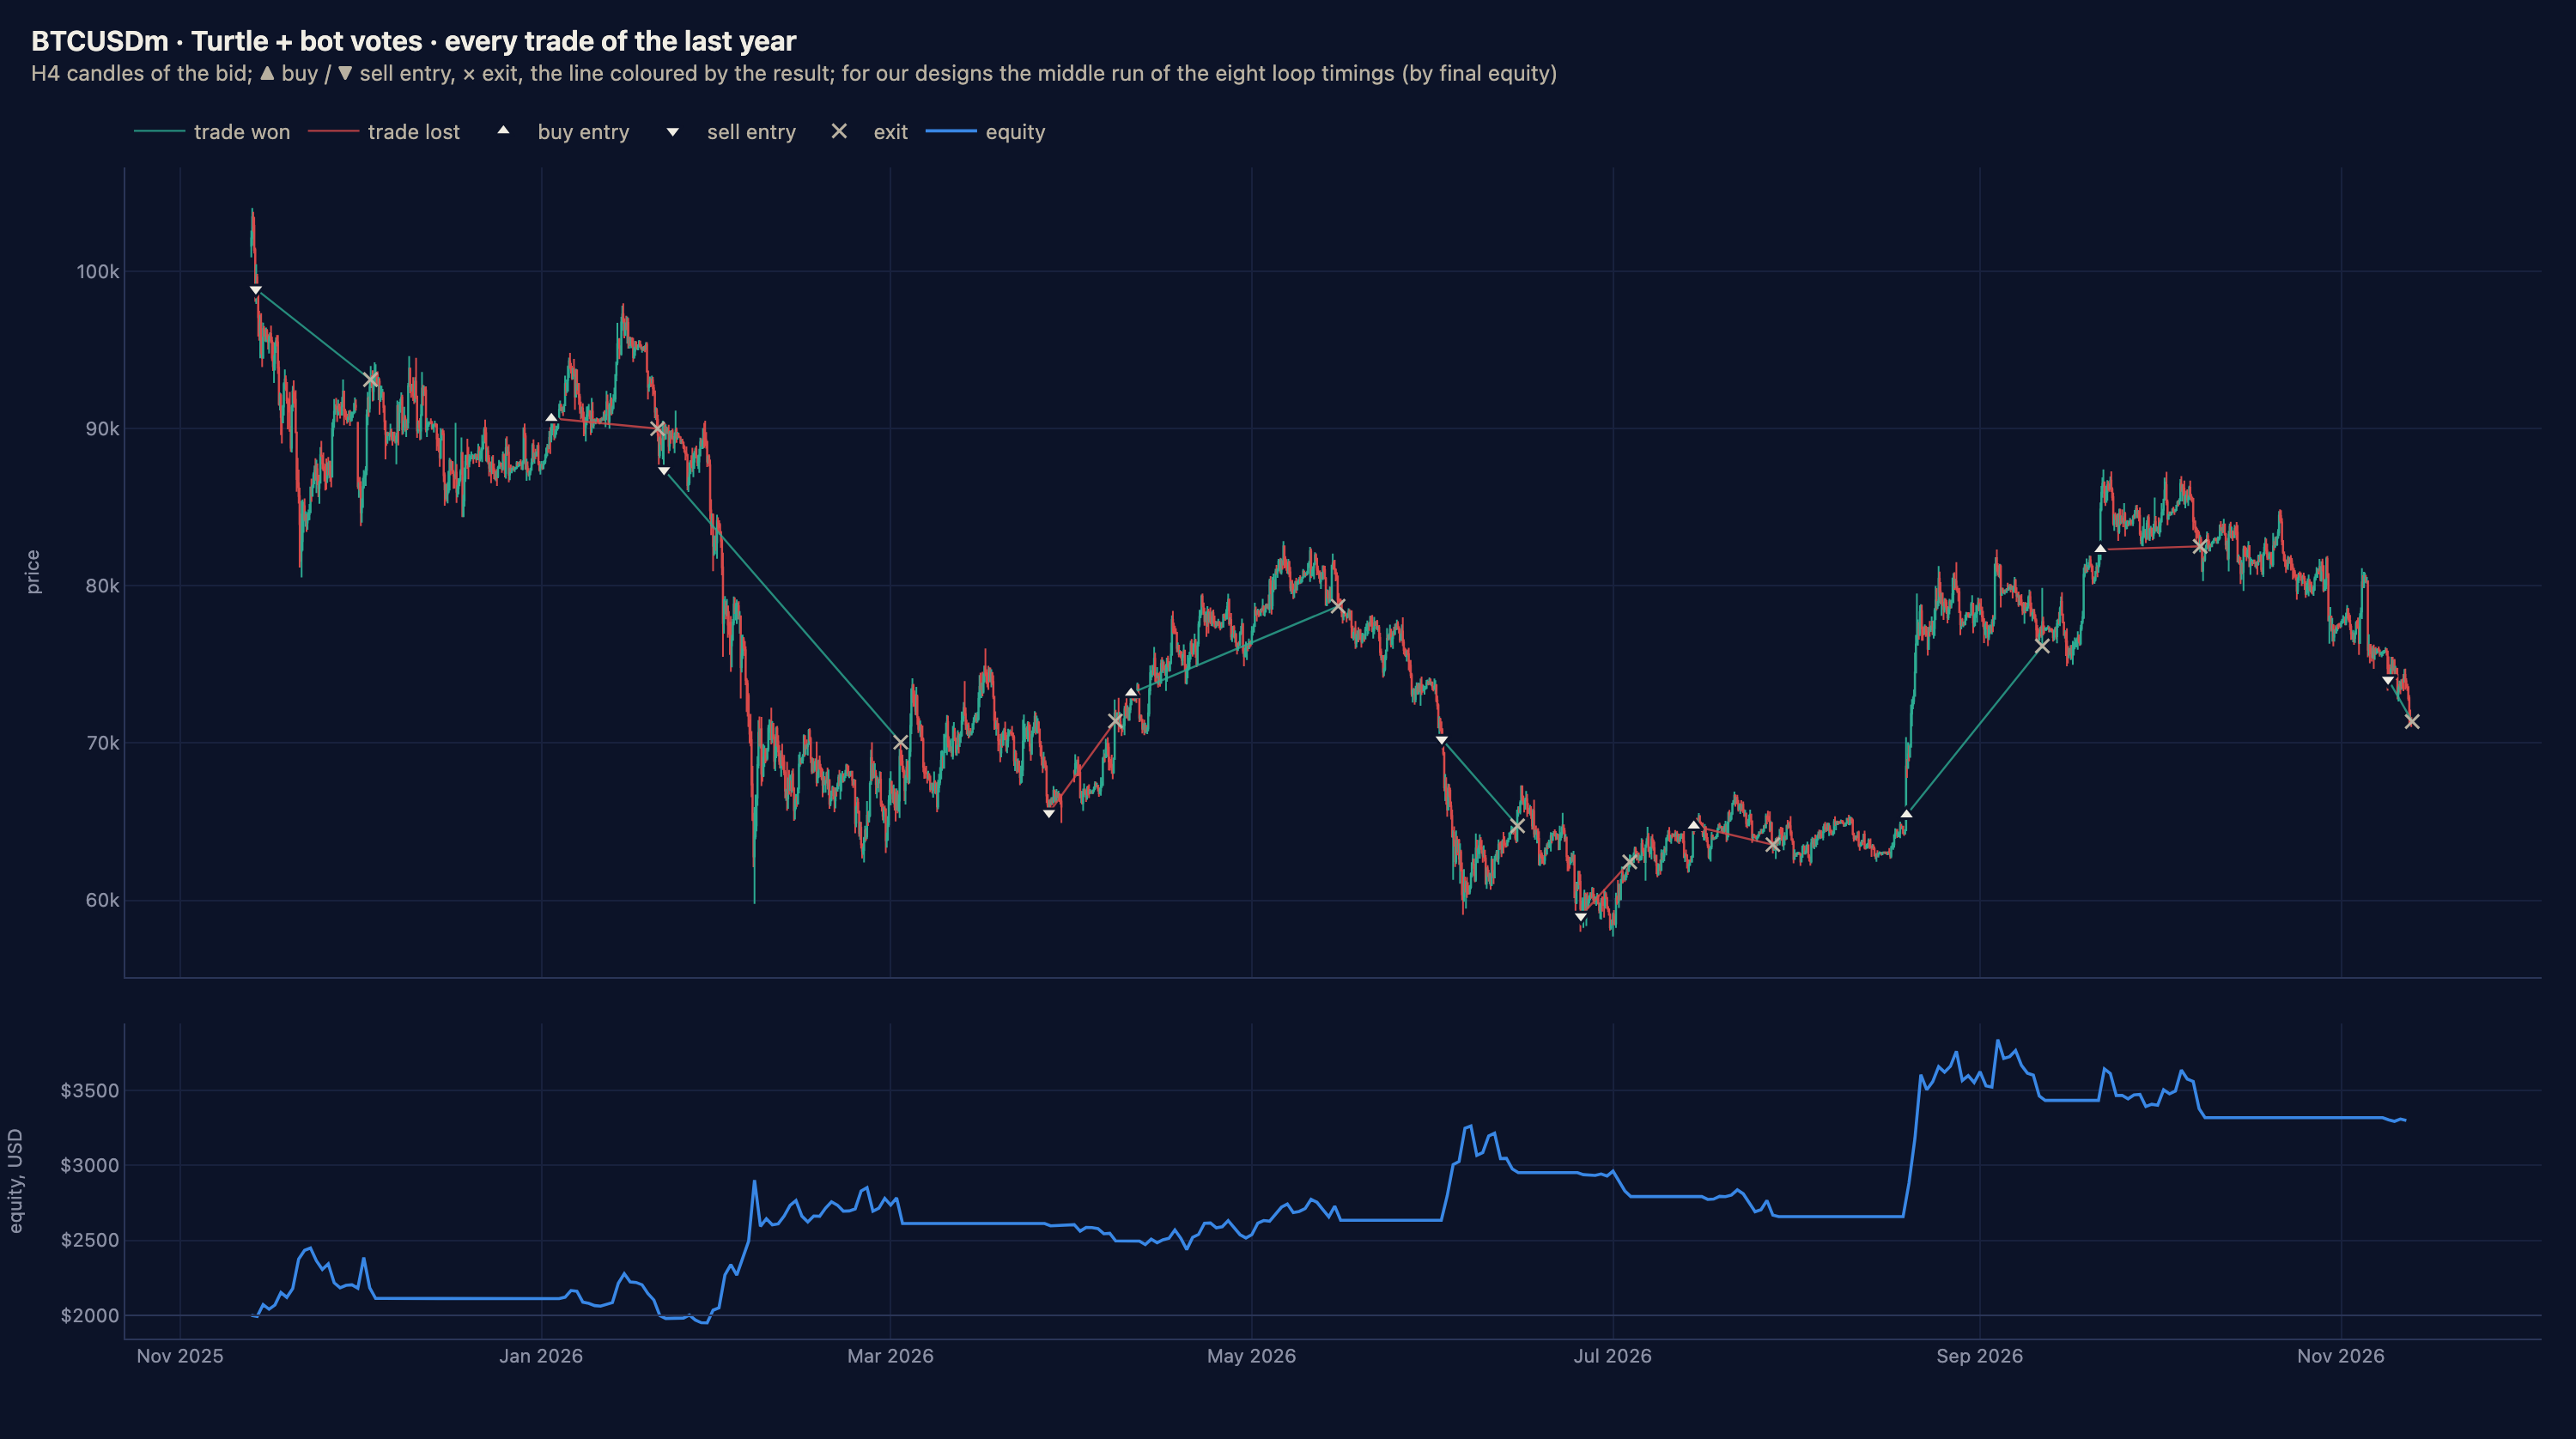 BTCUSDm · Turtle + bot votes · every trade of the last year
H4 candles of the bid; ▲ buy / ▼ sell entry, × exit, the line coloured by the result; for our designs the middle run of the eight loop timings (by final equity)
trade won trade lost buy entry sell entry exit equity
price
100k
90k
80k
70k
60k
equity, USD
$3500
$3000
$2500
$2000
Nov 2025 Jan 2026 Mar 2026 May 2026 Jul 2026 Sep 2026 Nov 2026